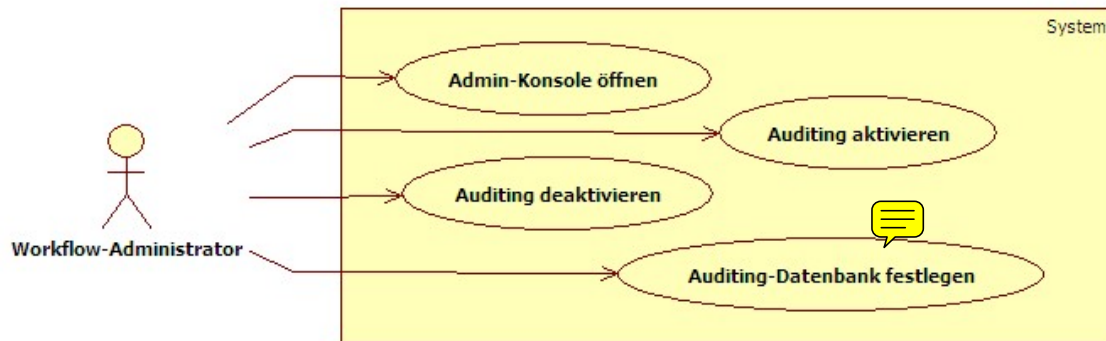 System
Admin-Konsole öffnen
Auditing aktivieren
Auditing deaktivieren
Workflow-Administrator
Auditing-Datenbank festlegen